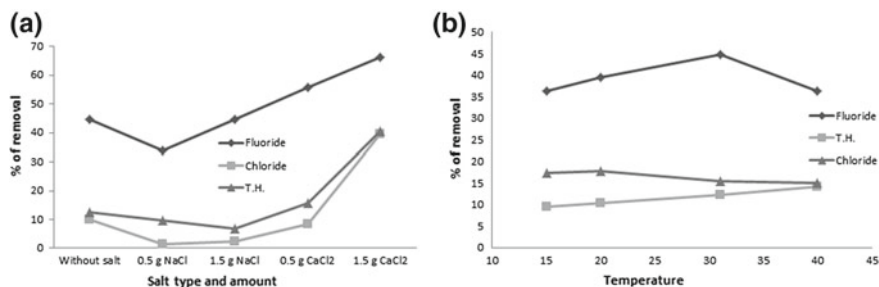 (a)
% of removal
70
60
50
40
30
20
10
0
Fluoride
Chloride
T.H.
Without salt 0.5 g NaCl 1.5 g NaCl 0.5 g CaCl2 1.5 g CaCl2
Salt type and amount
(b)
% of removal
50
45
40
35
30
25
20
15
10
5
0
Fluoride
T.H.
Chloride
10 15 20 25 30 35 40 45
Temperature